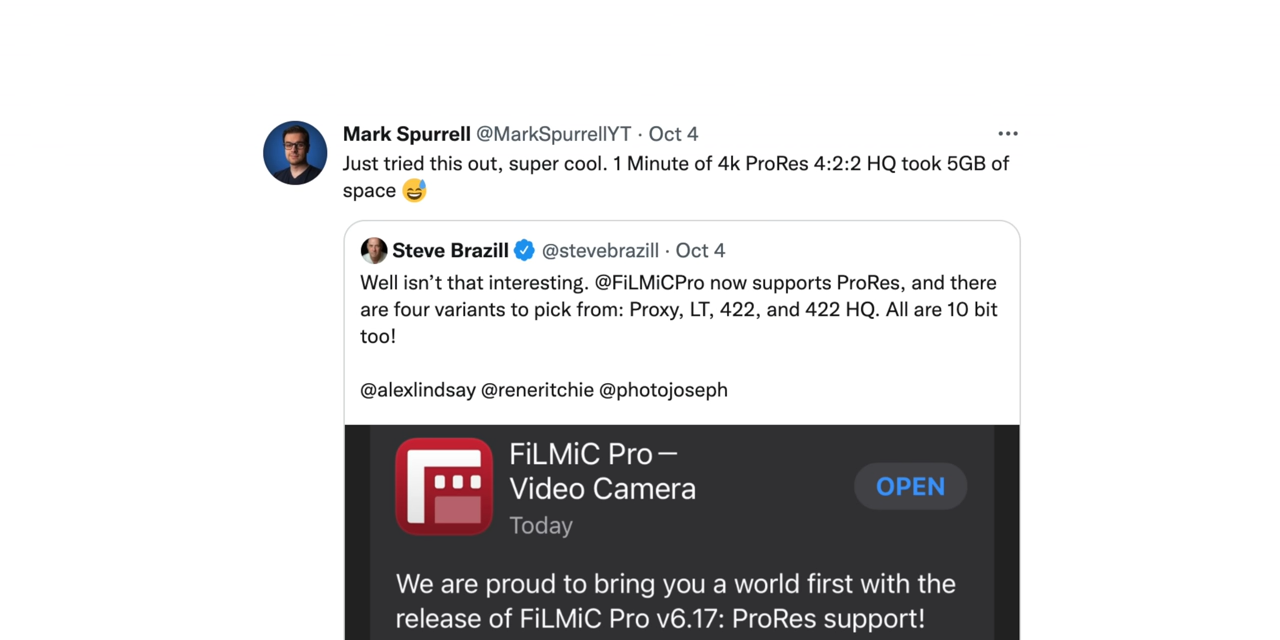 Mark Spurrell @MarkSpurrellYT · Oct 4
Just tried this out, super cool. 1 Minute of 4k ProRes 4:2:2 HQ took 5GB of
space 😅
Steve Brazill @stevebrazill · Oct 4
Well isn’t that interesting. @FiLMiCPro now supports ProRes, and there
are four variants to pick from: Proxy, LT, 422, and 422 HQ. All are 10 bit
too!
@alexlindsay @reneritchie @photojoseph
FiLMiC Pro—
Video Camera
OPEN
Today
We are proud to bring you a world first with the
release of FiLMiC Pro v6.17: ProRes support!